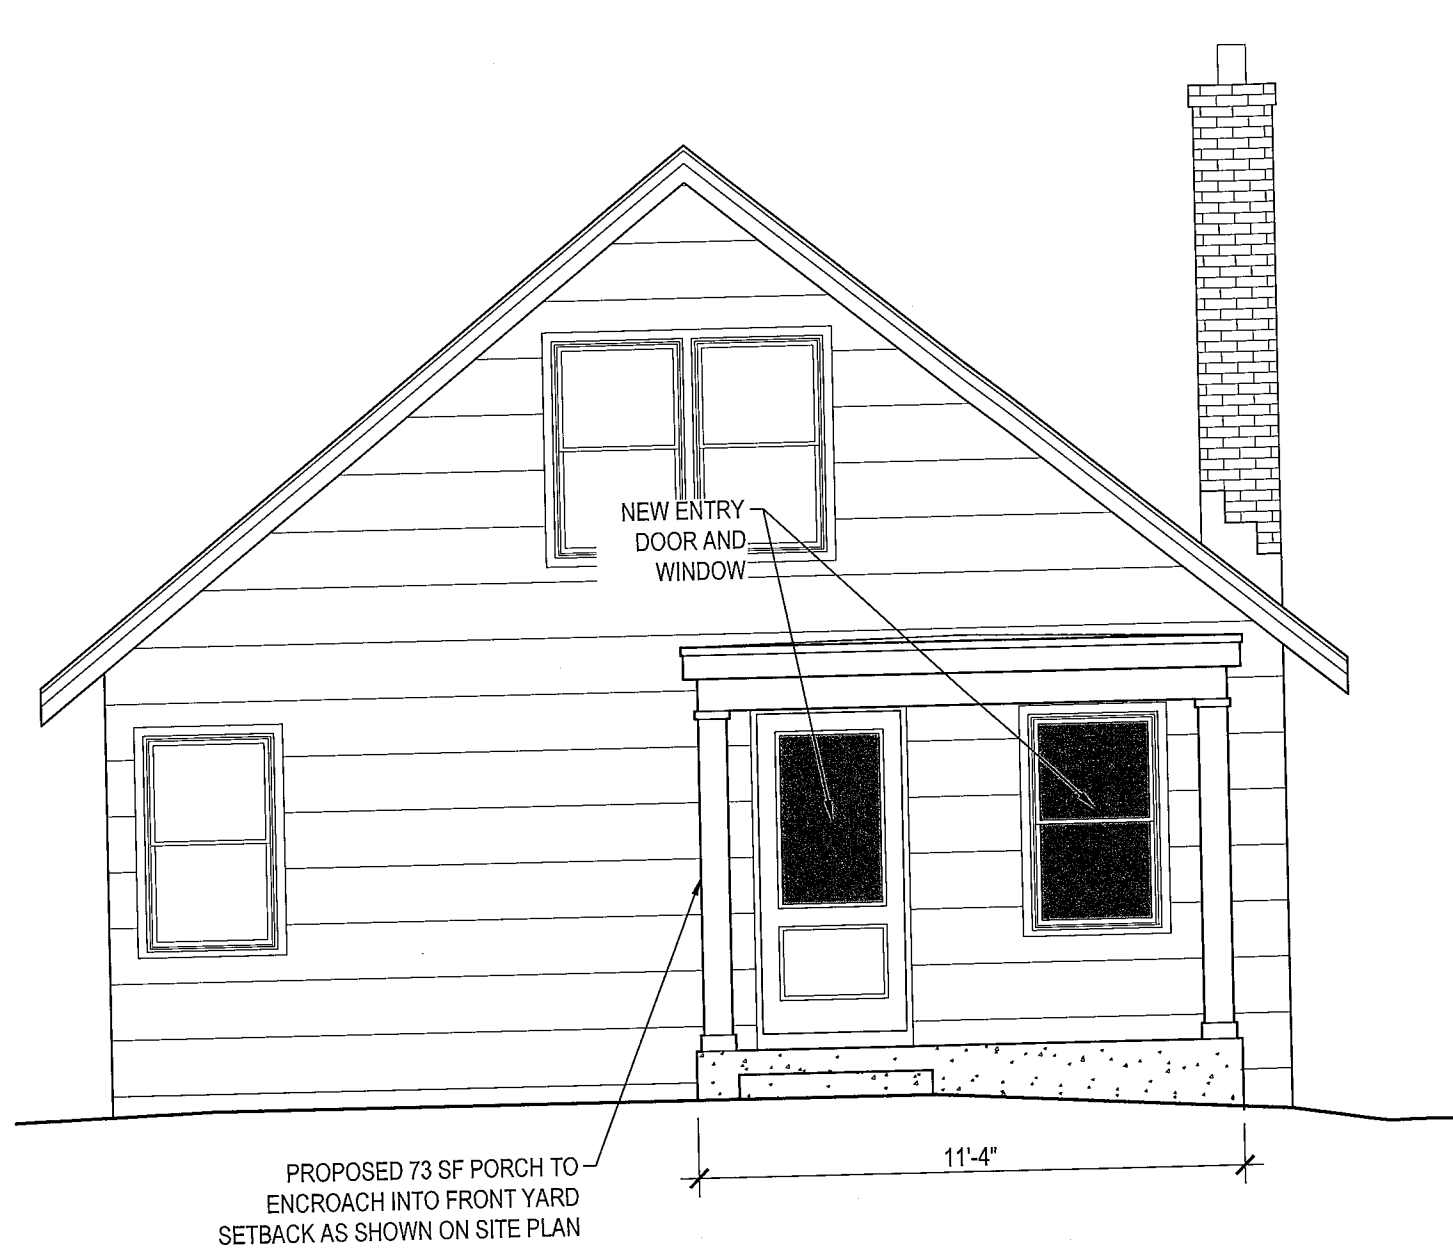 NEW ENTRY
DOOR AND
WINDOW
11'-4"
PROPOSED 73 SF PORCH TO
ENCROACH INTO FRONT YARD
SETBACK AS SHOWN ON SITE PLAN